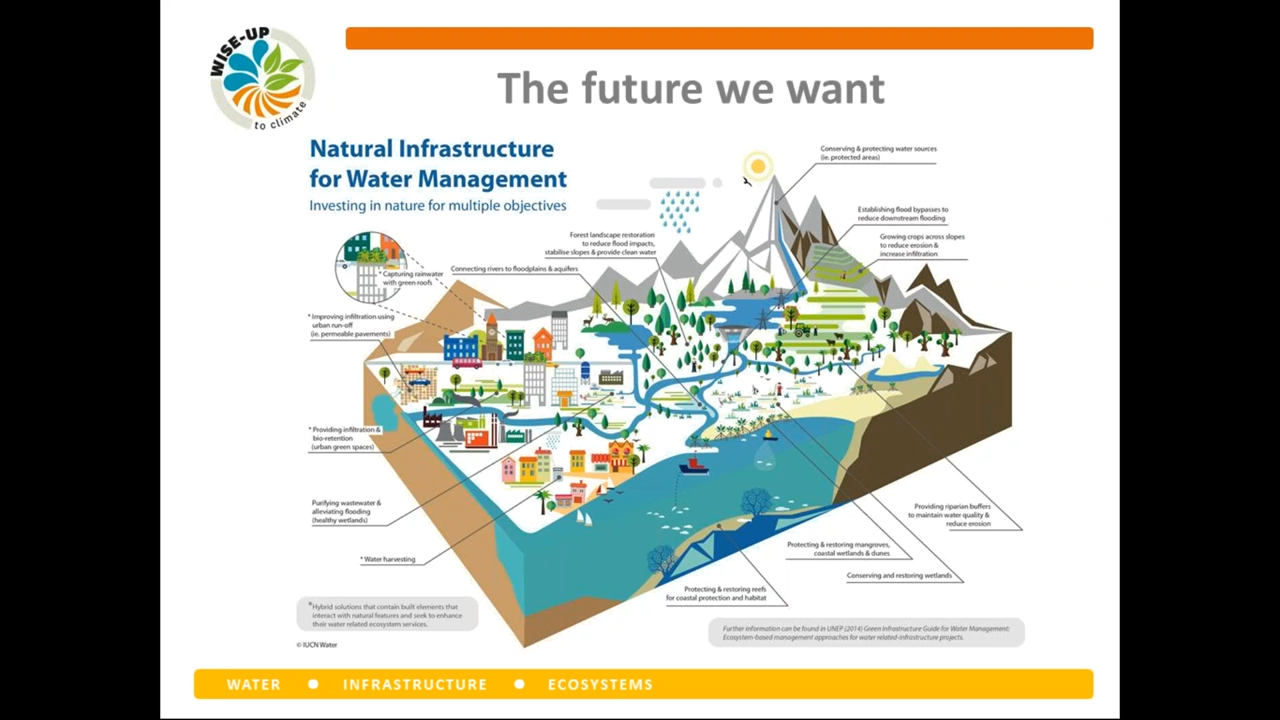 WISE-UP
to climate
The future we want
Natural Infrastructure
for Water Management
Investing in nature for multiple objectives
Conserving & protecting water sources
(ie. protected areas)
Establishing flood bypasses to
reduce downstream flooding
Growing crops across slopes
to reduce erosion &
increase infiltration
Forest landscape restoration
to reduce flood impacts,
stabilise slopes & provide clean water
Connecting rivers to floodplains & aquifers
* Capturing rainwater
with green roofs
* Improving infiltration using
urban run-off
(ie. permeable pavements)
* Providing infiltration &
bio-retention
(urban green spaces)
Purifying wastewater &
alleviating flooding
(healthy wetlands)
* Water harvesting
Providing riparian buffers
to maintain water quality &
reduce erosion
Protecting & restoring mangroves,
coastal wetlands & dunes
Conserving and restoring wetlands
Protecting & restoring reefs
for coastal protection and habitat
*Hybrid solutions that contain built elements that
interact with natural features and seek to enhance
their water related ecosystem services.
Further information can be found in UNEP (2014) Green Infrastructure Guide for Water Management:
Ecosystem-based management approaches for water related-infrastructure projects.
© IUCN Water
WATER ● INFRASTRUCTURE ● ECOSYSTEMS